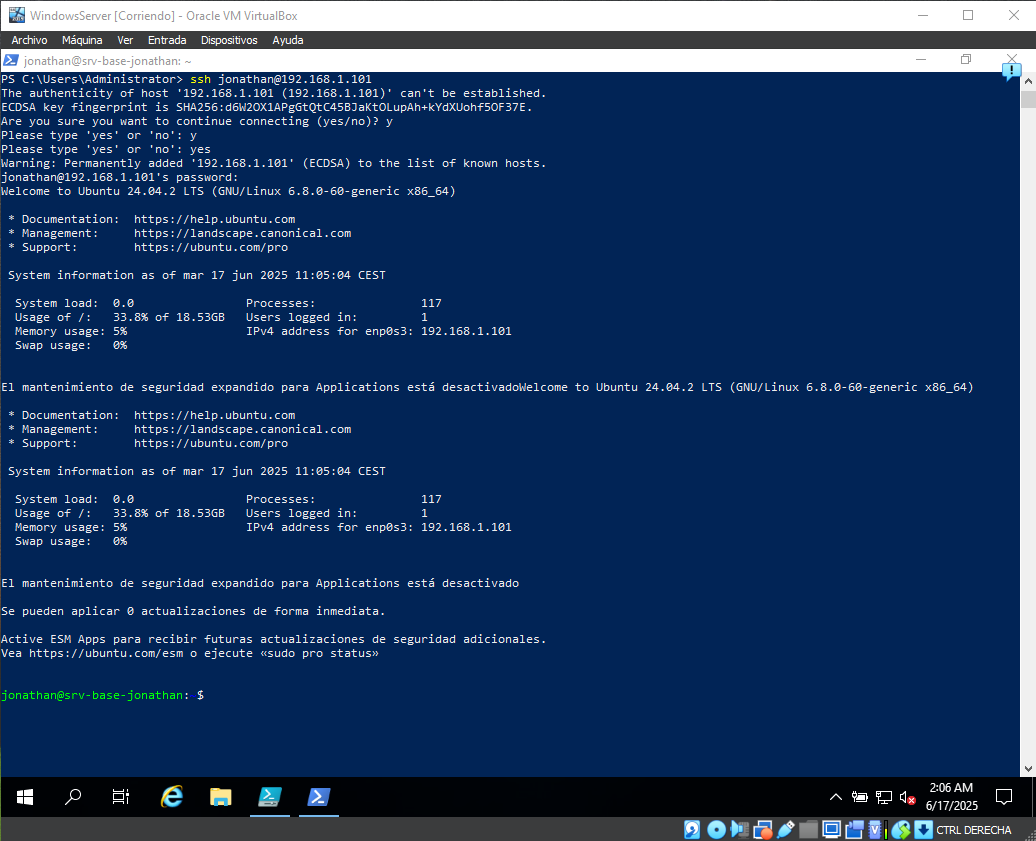 WindowsServer [Corriendo] - Oracle VM VirtualBox
Archivo Máquina Ver Entrada Dispositivos Ayuda
jonathan@srv-base-jonathan: ~
PS C:\Users\Administrator> ssh jonathan@192.168.1.101
The authenticity of host '192.168.1.101 (192.168.1.101)' can't be established.
ECDSA key fingerprint is SHA256:d6W2OX1APgGtQtC45BJaKtOLupAh+kYdXUohf5OF37E.
Are you sure you want to continue connecting (yes/no)? y
Please type 'yes' or 'no': y
Please type 'yes' or 'no': yes
Warning: Permanently added '192.168.1.101' (ECDSA) to the list of known hosts.
jonathan@192.168.1.101's password:
Welcome to Ubuntu 24.04.2 LTS (GNU/Linux 6.8.0-60-generic x86_64)
* Documentation: https://help.ubuntu.com
* Management: https://landscape.canonical.com
* Support: https://ubuntu.com/pro
System information as of mar 17 jun 2025 11:05:04 CEST
System load: 0.0 Processes: 117
Usage of /: 33.8% of 18.53GB Users logged in: 1
Memory usage: 5% IPv4 address for enp0s3: 192.168.1.101
Swap usage: 0%
El mantenimiento de seguridad expandido para Applications está desactivadoWelcome to Ubuntu 24.04.2 LTS (GNU/Linux 6.8.0-60-generic x86_64)
* Documentation: https://help.ubuntu.com
* Management: https://landscape.canonical.com
* Support: https://ubuntu.com/pro
System information as of mar 17 jun 2025 11:05:04 CEST
System load: 0.0 Processes: 117
Usage of /: 33.8% of 18.53GB Users logged in: 1
Memory usage: 5% IPv4 address for enp0s3: 192.168.1.101
Swap usage: 0%
El mantenimiento de seguridad expandido para Applications está desactivado
Se pueden aplicar 0 actualizaciones de forma inmediata.
Active ESM Apps para recibir futuras actualizaciones de seguridad adicionales.
Vea https://ubuntu.com/esm o ejecute «sudo pro status»
jonathan@srv-base-jonathan: $
2:06 AM
6/17/2025
CTRL DERECHA